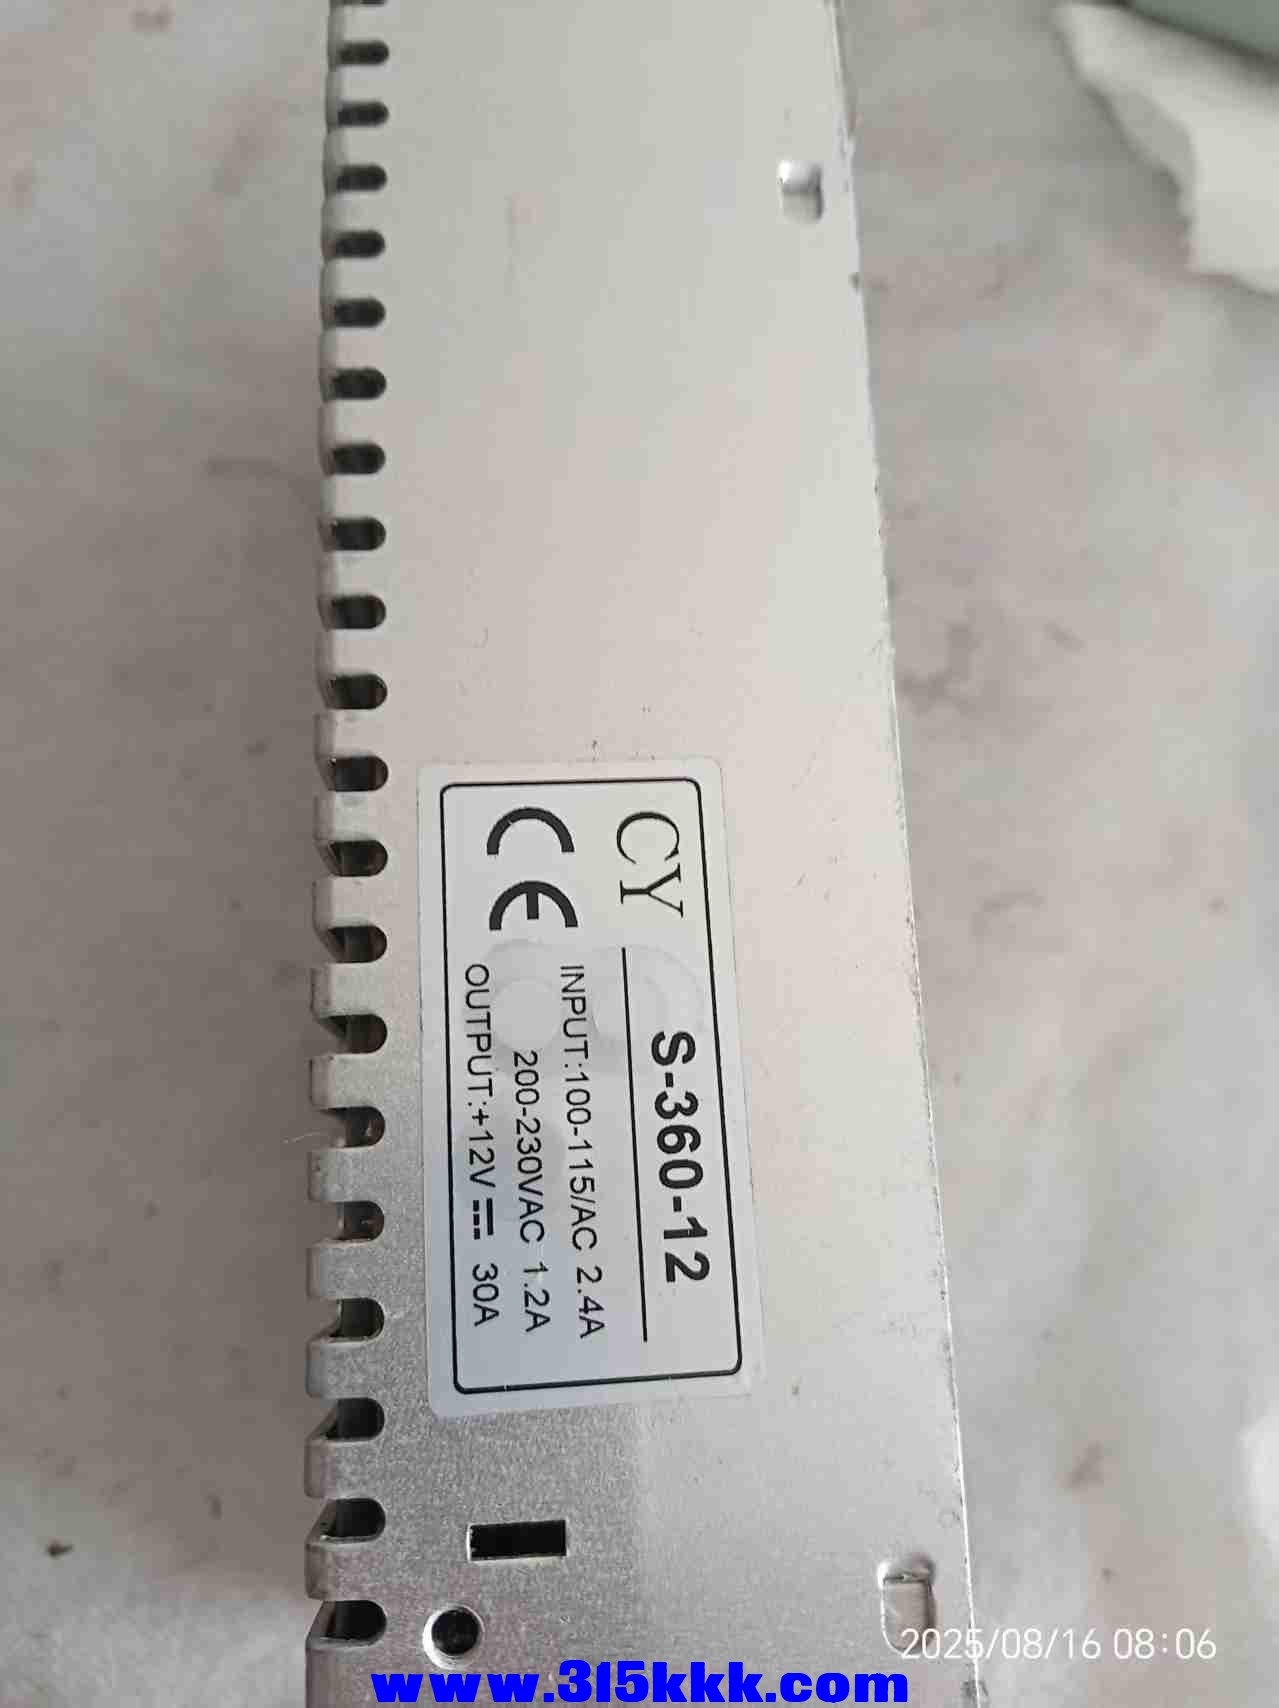 CY
S-360-12
CE
INPUT:100-115/AC 2.4A
200-230VAC 1.2A
OUTPUT:+12V⎓ 30A
2025/08/16 08:06
www.315kkk.com